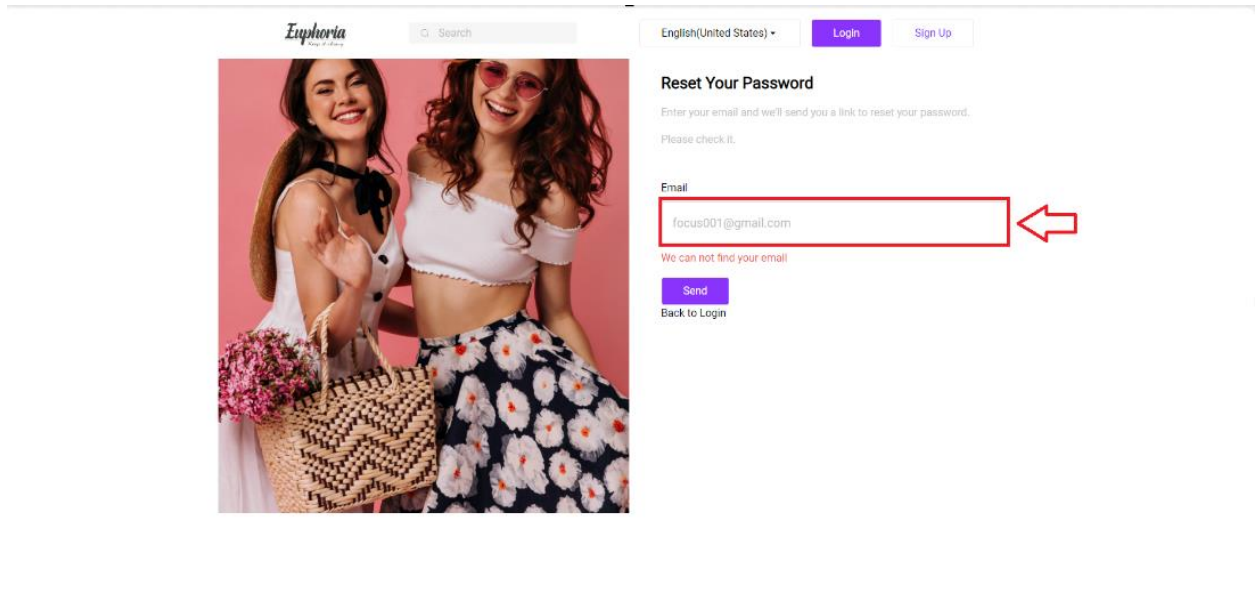 Euphoria
Search
English(United States)
Login
Sign Up
Reset Your Password
Enter your email and we'll send you a link to reset your password.
Please check it.
Email
focus001@gmail.com
We can not find your email
Send
Back to Login